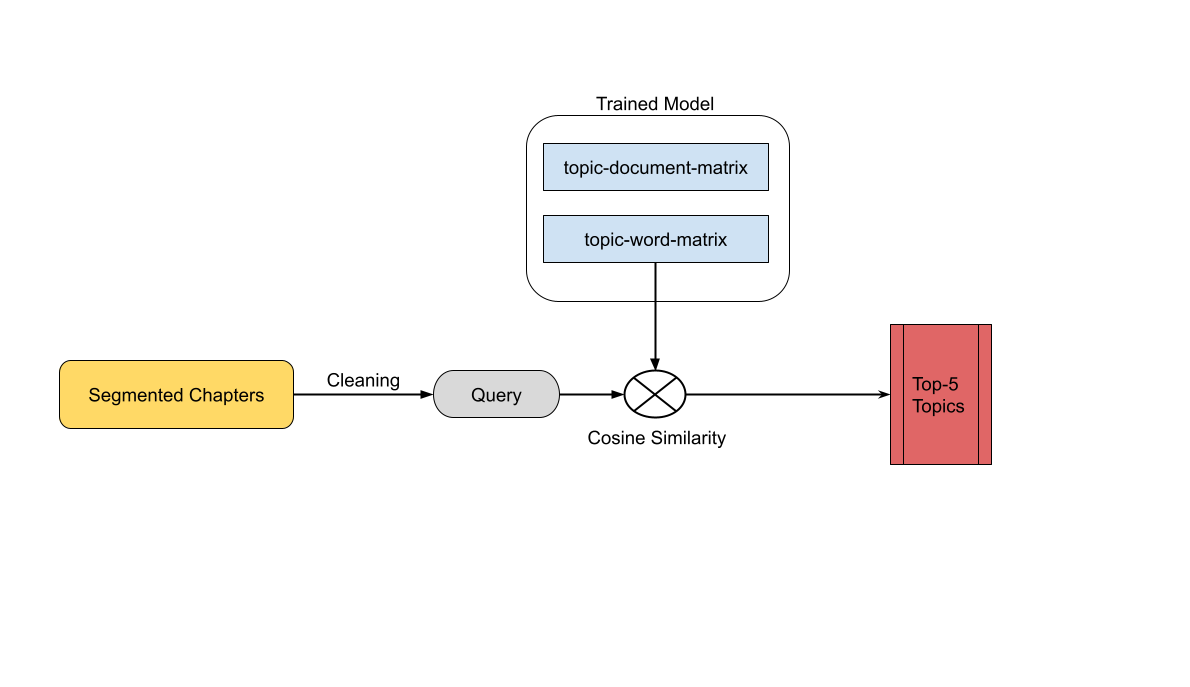 Trained Model
topic-document-matrix
topic-word-matrix
Segmented Chapters
Cleaning
Query
Cosine Similarity
Top-5
Topics